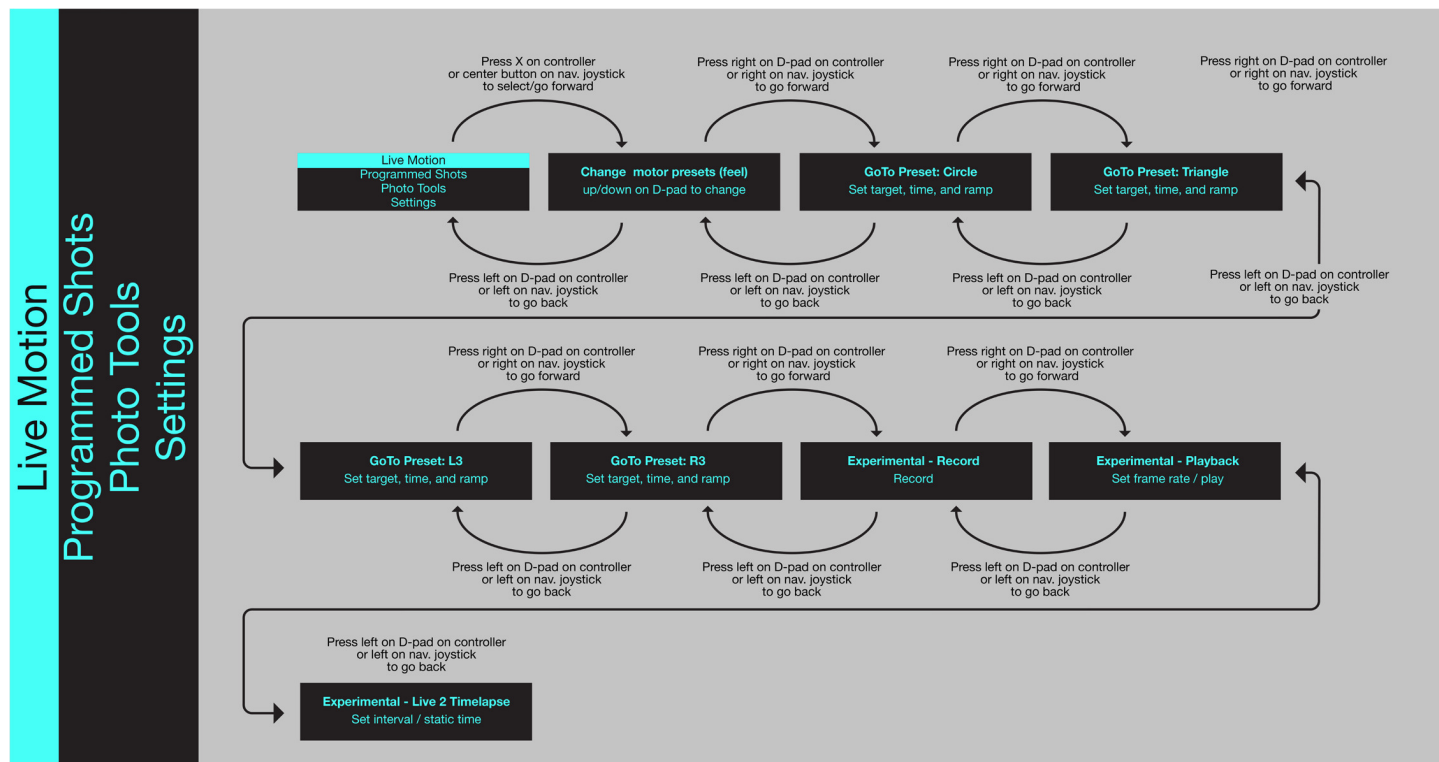 Live Motion
Programmed Shots
Photo Tools
Settings
Press X on controller
or center button on nav. joystick
to select/go forward
Press right on D-pad on controller
or right on nav. joystick
to go forward
Press right on D-pad on controller
or right on nav. joystick
to go forward
Press right on D-pad on controller
or right on nav. joystick
to go forward
Live Motion
Programmed Shots
Photo Tools
Settings
Change motor presets (feel)
up/down on D-pad to change
GoTo Preset: Circle
Set target, time, and ramp
GoTo Preset: Triangle
Set target, time, and ramp
Press left on D-pad on controller
or left on nav. joystick
to go back
Press left on D-pad on controller
or left on nav. joystick
to go back
Press left on D-pad on controller
or left on nav. joystick
to go back
Press left on D-pad on controller
or left on nav. joystick
to go back
Press right on D-pad on controller
or right on nav. joystick
to go forward
Press right on D-pad on controller
or right on nav. joystick
to go forward
Press right on D-pad on controller
or right on nav. joystick
to go forward
GoTo Preset: L3
Set target, time, and ramp
GoTo Preset: R3
Set target, time, and ramp
Experimental - Record
Record
Experimental - Playback
Set frame rate / play
Press left on D-pad on controller
or left on nav. joystick
to go back
Press left on D-pad on controller
or left on nav. joystick
to go back
Press left on D-pad on controller
or left on nav. joystick
to go back
Press left on D-pad on controller
or left on nav. joystick
to go back
Experimental - Live 2 Timelapse
Set interval / static time